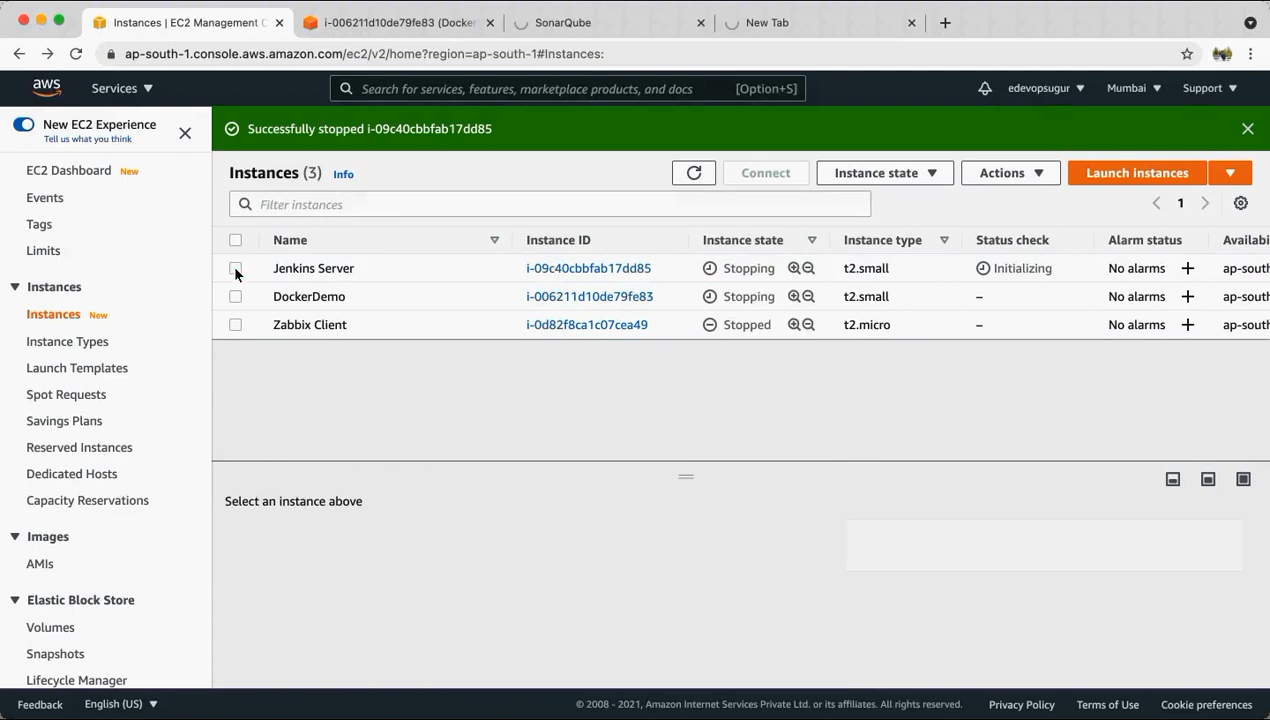 Instances | EC2 Management C
i-006211d10de79fe83 (Docker
SonarQube
New Tab
ap-south-1.console.aws.amazon.com/ec2/v2/home?region=ap-south-1#Instances:
aws
Services
Search for services, features, marketplace products, and docs
[Option+S]
edevopsugur
Mumbai
Support
New EC2 Experience
Tell us what you think
Successfully stopped i-09c40cbbfab17dd85
EC2 Dashboard New
Events
Tags
Limits
Instances
Instances New
Instance Types
Launch Templates
Spot Requests
Savings Plans
Reserved Instances
Dedicated Hosts
Capacity Reservations
Images
AMIs
Elastic Block Store
Volumes
Snapshots
Lifecycle Manager
Instances (3) Info
Connect
Instance state
Actions
Launch instances
Filter instances
1
Name Instance ID Instance state Instance type Status check Alarm status Availabi
Jenkins Server i-09c40cbbfab17dd85 Stopping t2.small Initializing No alarms + ap-south
DockerDemo i-006211d10de79fe83 Stopping t2.small – No alarms + ap-south
Zabbix Client i-0d82f8ca1c07cea49 Stopped t2.micro – No alarms + ap-south
Select an instance above
Feedback
English (US)
© 2008 - 2021, Amazon Internet Services Private Ltd. or its affiliates. All rights reserved.
Privacy Policy
Terms of Use
Cookie preferences